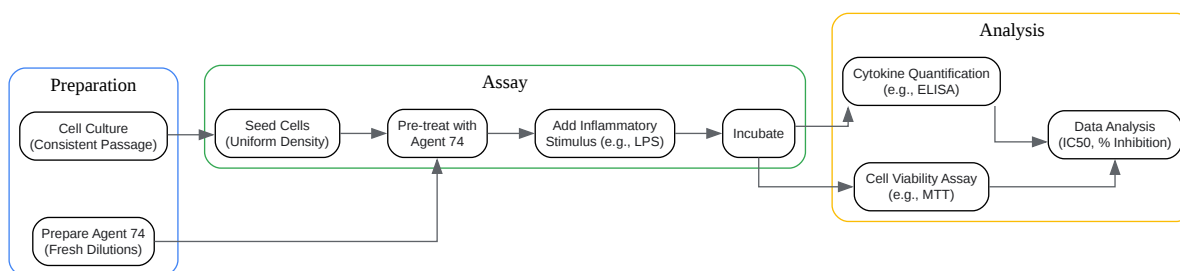 Preparation
Cell Culture
(Consistent Passage)
Prepare Agent 74
(Fresh Dilutions)
Assay
Seed Cells
(Uniform Density)
Pre-treat with
Agent 74
Add Inflammatory
Stimulus (e.g., LPS)
Incubate
Analysis
Cytokine Quantification
(e.g., ELISA)
Cell Viability Assay
(e.g., MTT)
Data Analysis
(IC50, % Inhibition)